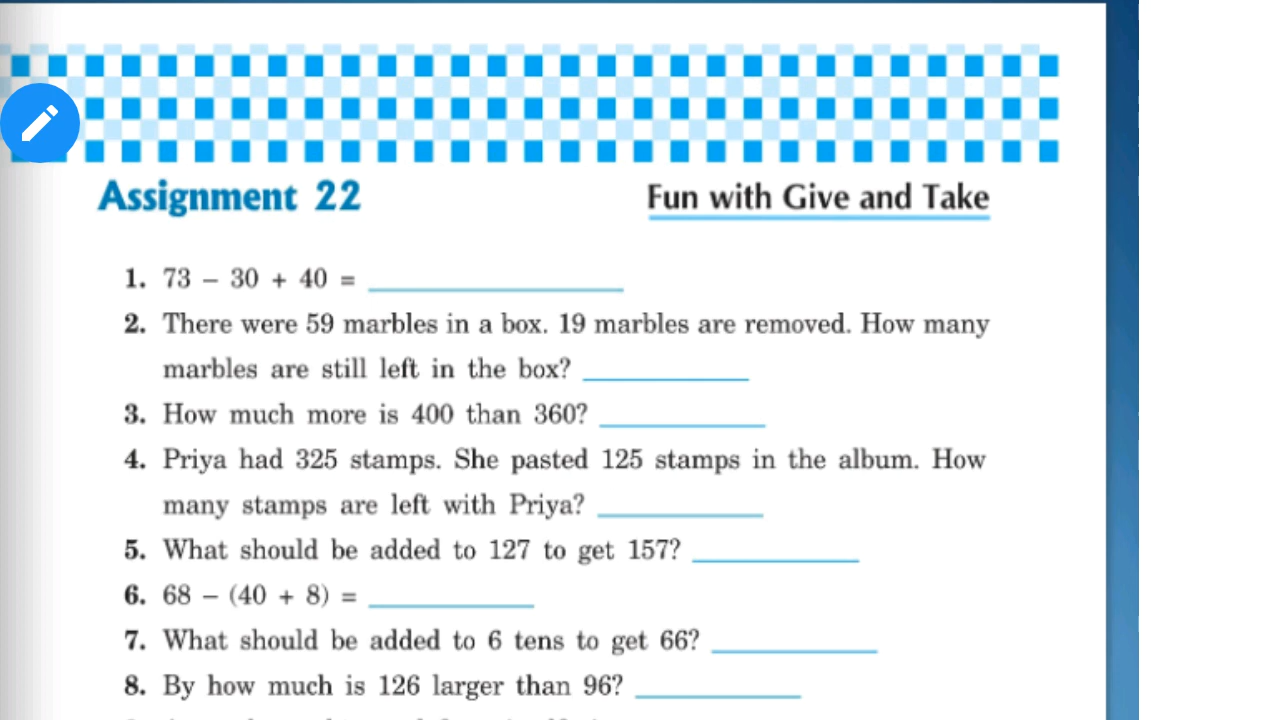 Assignment 22
Fun with Give and Take
1. 73 – 30 + 40 =
2. There were 59 marbles in a box. 19 marbles are removed. How many
marbles are still left in the box?
3. How much more is 400 than 360?
4. Priya had 325 stamps. She pasted 125 stamps in the album. How
many stamps are left with Priya?
5. What should be added to 127 to get 157?
6. 68 – (40 + 8) =
7. What should be added to 6 tens to get 66?
8. By how much is 126 larger than 96?